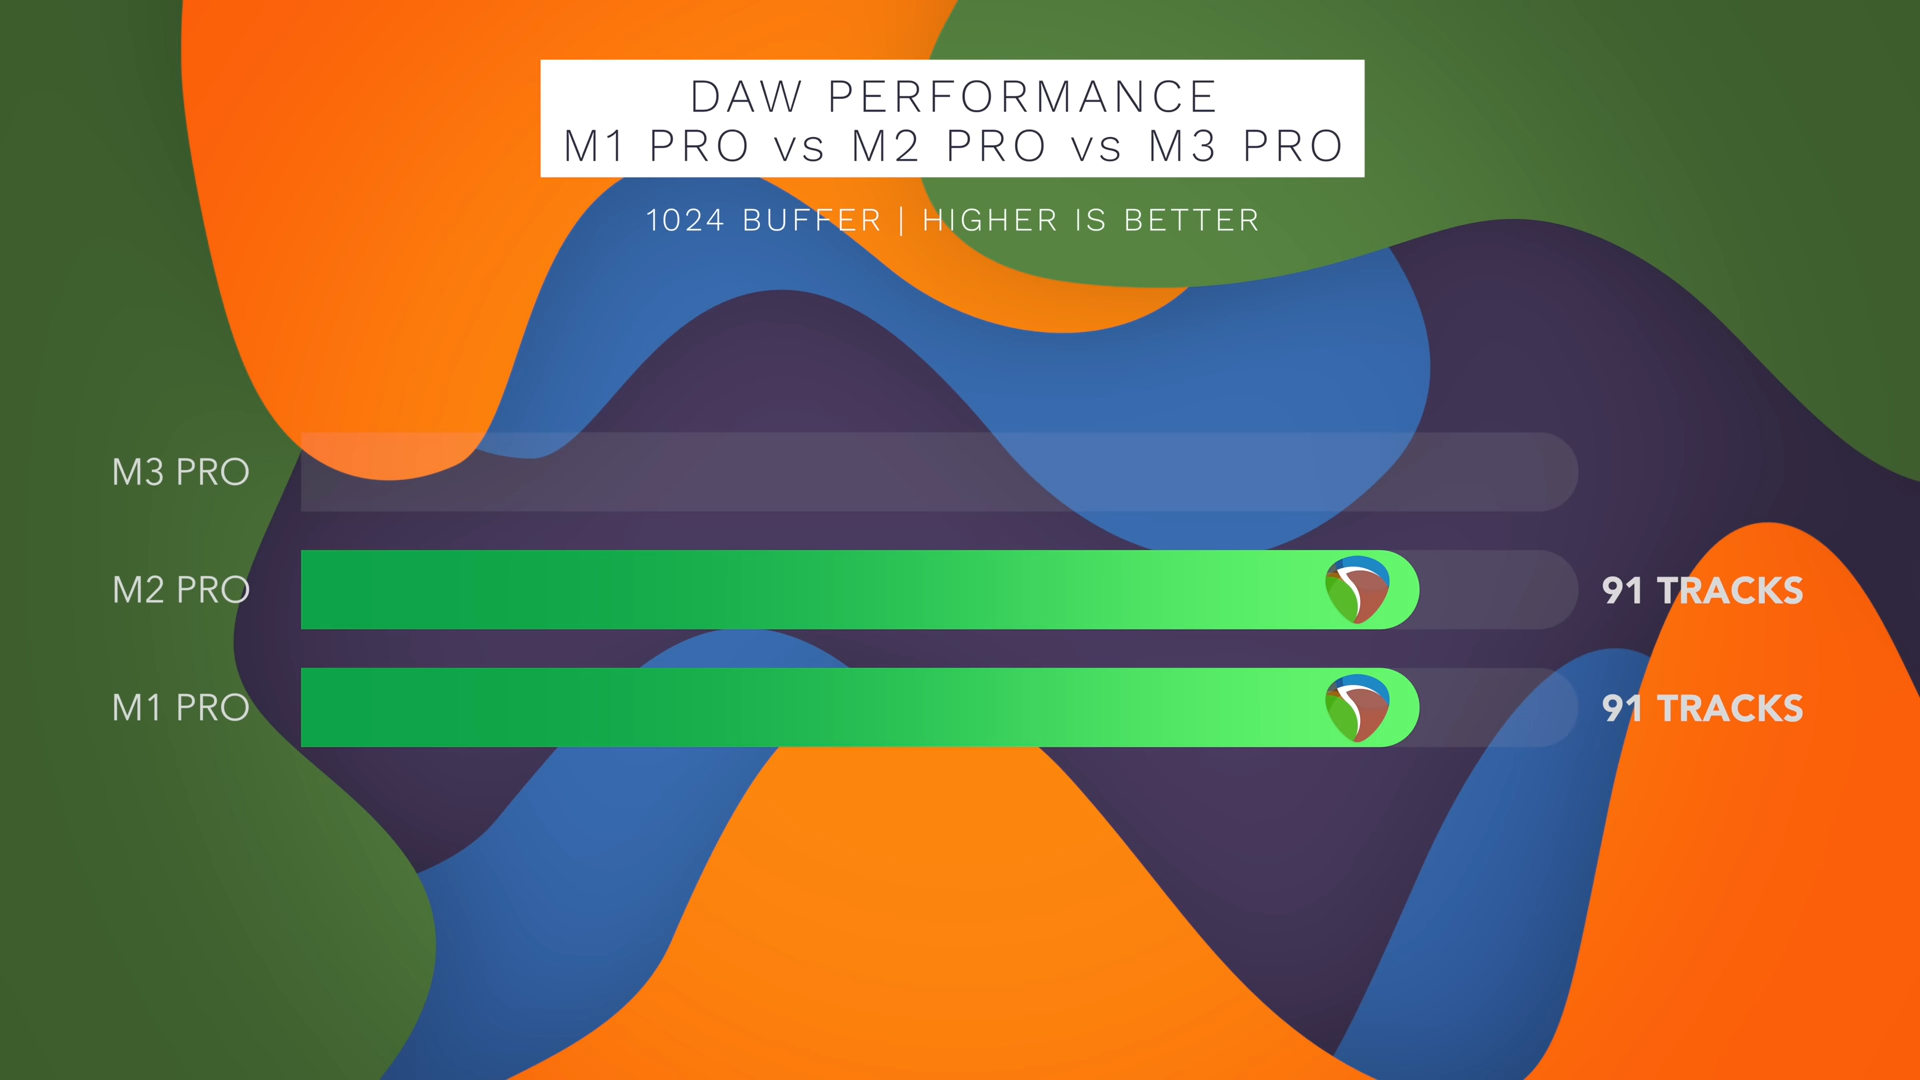 DAW PERFORMANCE
M1 PRO vs M2 PRO vs M3 PRO
1024 BUFFER | HIGHER IS BETTER
M3 PRO
M2 PRO
91 TRACKS
M1 PRO
91 TRACKS